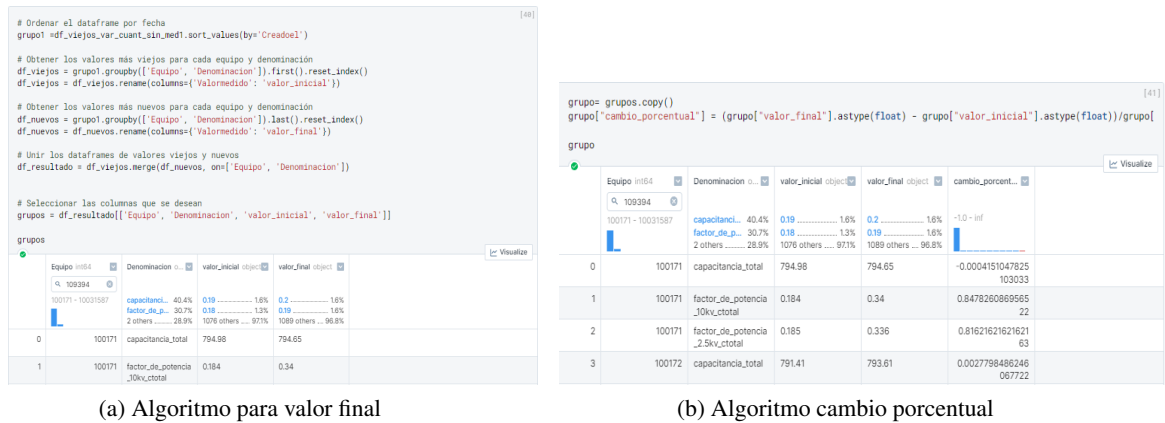 [40]
# Ordenar el dataframe por fecha
grupo1 =df_viejos_var_cuant_sin_med1.sort_values(by='Creadoel')
# Obtener los valores más viejos para cada equipo y denominación
df_viejos = grupo1.groupby(['Equipo', 'Denominacion']).first().reset_index()
df_viejos = df_viejos.rename(columns={'Valormedido': 'valor_inicial'})
# Obtener los valores más nuevos para cada equipo y denominación
df_nuevos = grupo1.groupby(['Equipo', 'Denominacion']).last().reset_index()
df_nuevos = df_nuevos.rename(columns={'Valormedido': 'valor_final'})
# Unir los dataframes de valores viejos y nuevos
df_resultado = df_viejos.merge(df_nuevos, on=['Equipo', 'Denominacion'])
# Seleccionar las columnas que se desean
grupos = df_resultado[['Equipo', 'Denominacion', 'valor_inicial', 'valor_final']]
grupos
Visualize
Equipo int64 Denominacion o... valor_inicial object valor_final object
109394
100171 - 10031587 capacitanci... 40.4% 0.19 1.6% 0.2 1.6%
factor_de_p... 30.7% 0.18 1.3% 0.19 1.6%
2 others 28.9% 1076 others 97.1% 1089 others 96.8%
0 100171 capacitancia_total 794.98 794.65
1 100171 factor_de_potencia 0.184 0.34
_10kv_ctotal
(a) Algoritmo para valor final
[41]
grupo= grupos.copy()
grupo["cambio_porcentual"] = (grupo["valor_final"].astype(float) - grupo["valor_inicial"].astype(float))/grupo[
grupo
Visualize
Equipo int64 Denominacion o... valor_inicial object valor_final object cambio_porcent...
109394
100171 - 10031587 capacitanci... 40.4% 0.19 1.6% 0.2 1.6% -1.0 - inf
factor_de_p... 30.7% 0.18 1.3% 0.19 1.6%
2 others 28.9% 1076 others 97.1% 1089 others 96.8%
0 100171 capacitancia_total 794.98 794.65 -0.0004151047825
103033
1 100171 factor_de_potencia 0.184 0.34 0.8478260869565
_10kv_ctotal 22
2 100171 factor_de_potencia 0.185 0.336 0.81621621621621
_2.5kv_ctotal 63
3 100172 capacitancia_total 791.41 793.61 0.0027798486246
067722
(b) Algoritmo cambio porcentual